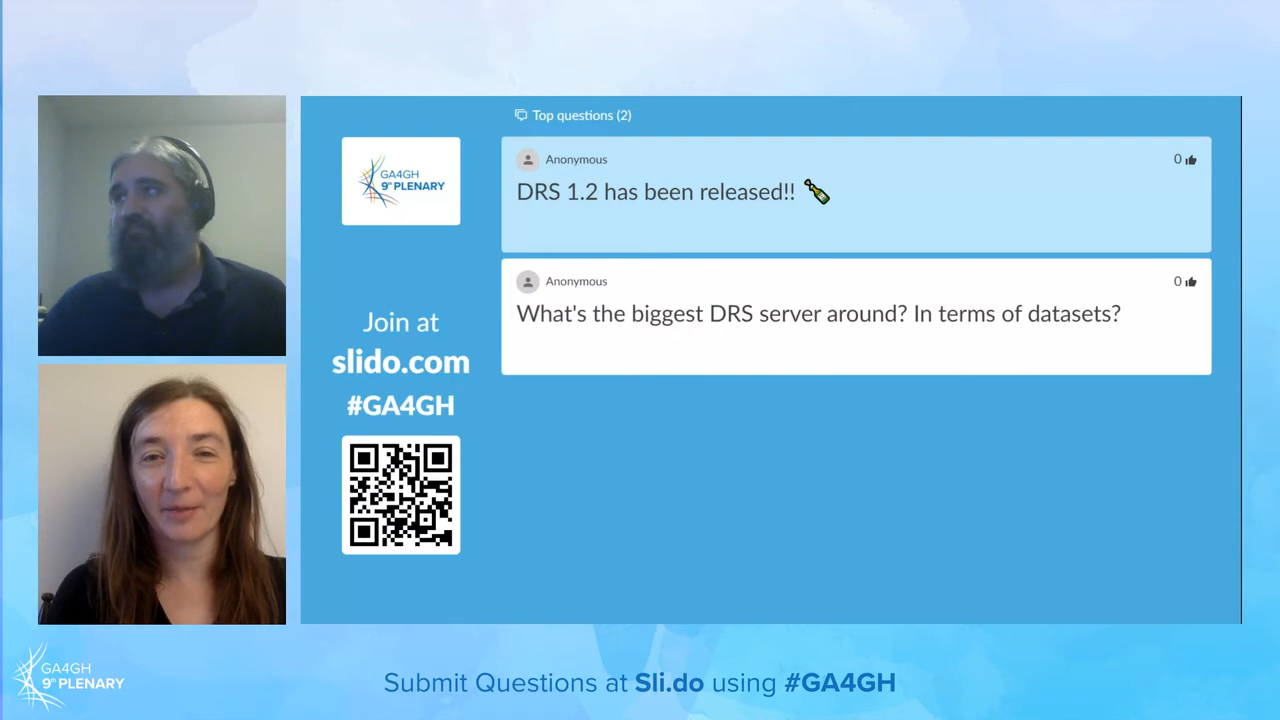 GA4GH
9th PLENARY
Join at
slido.com
#GA4GH
Top questions (2)
Anonymous
0
DRS 1.2 has been released!!
Anonymous
0
What's the biggest DRS server around? In terms of datasets?
GA4GH
9th PLENARY
Submit Questions at Sli.do using #GA4GH